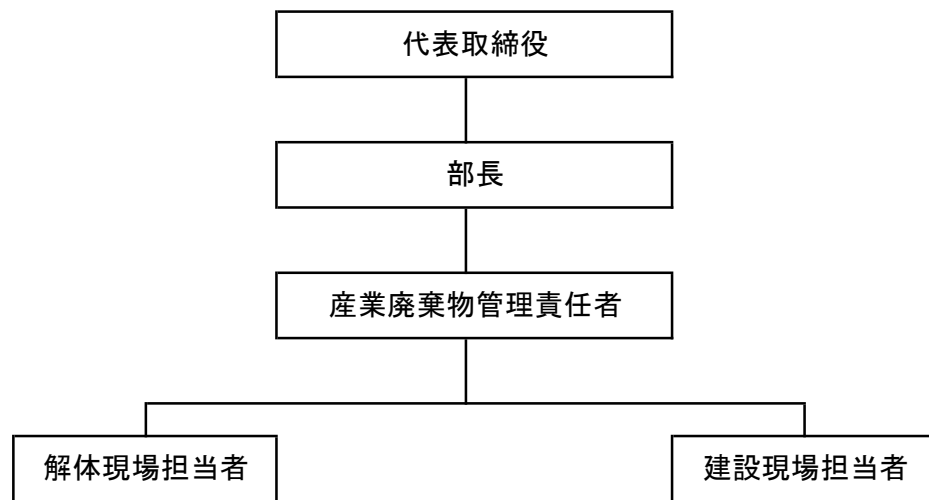 代表取締役
部長
産業廃棄物管理責任者
解体現場担当者
建設現場担当者